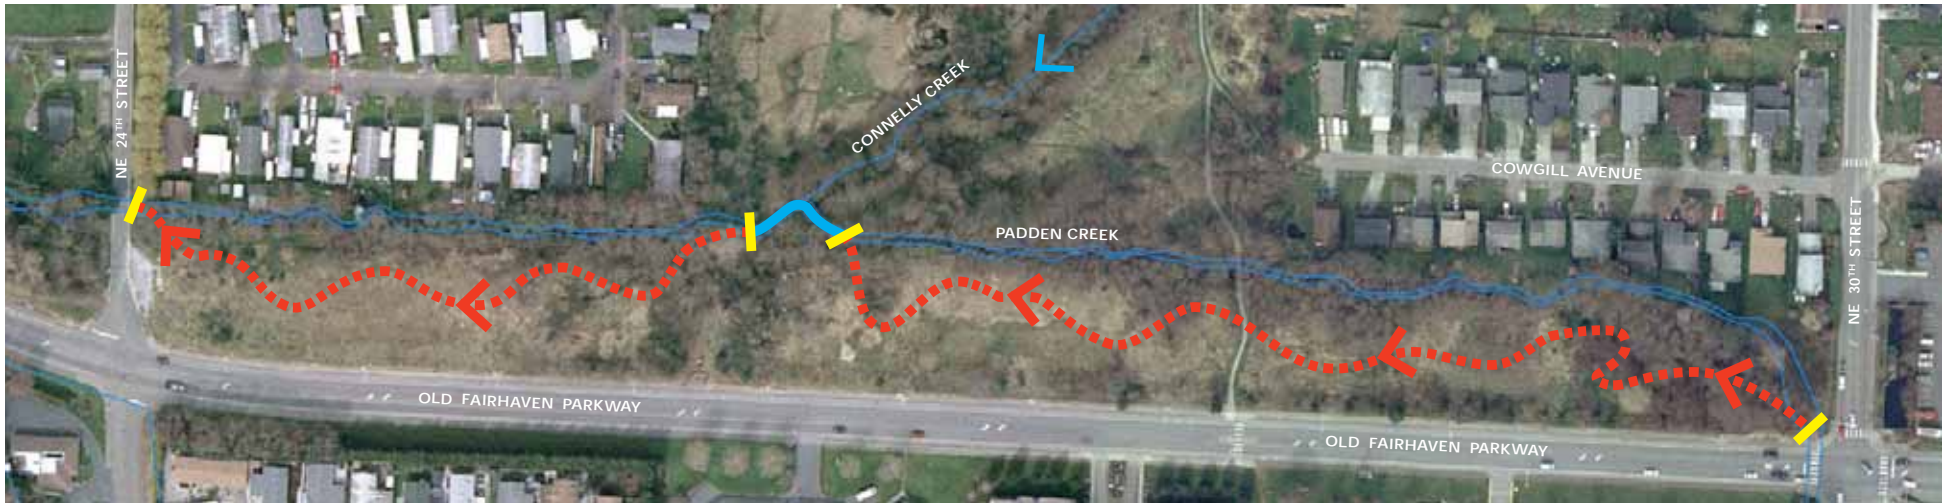 NE 24TH STREET
CONNELLY CREEK
COWGILL AVENUE
PADDEN CREEK
NE 30TH STREET
OLD FAIRHAVEN PARKWAY
OLD FAIRHAVEN PARKWAY